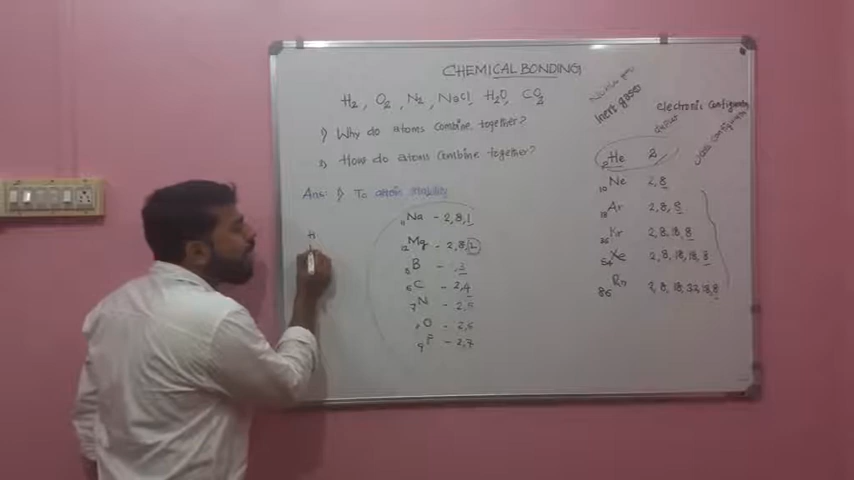 CHEMICAL BONDING
H₂, O₂, N₂, NaCl, H₂O, CO₂
1) Why do atoms combine together?
2) How do atoms combine together?
Ans: 1) To attain stability
₁₁Na - 2,8,1
₁₂Mg - 2,8,2
₅B - ,3
₆C - 2,4
₇N - 2,5
₈O - 2,6
₉F - 2,7
H
Inert gases
electronic Configuration
₂He 2
₁₀Ne 2,8
₁₈Ar 2,8,8
₃₆Kr 2,8,18,8
₅₄Xe 2,8,18,18,8
₈₆Rn 2,8,18,32,18,8